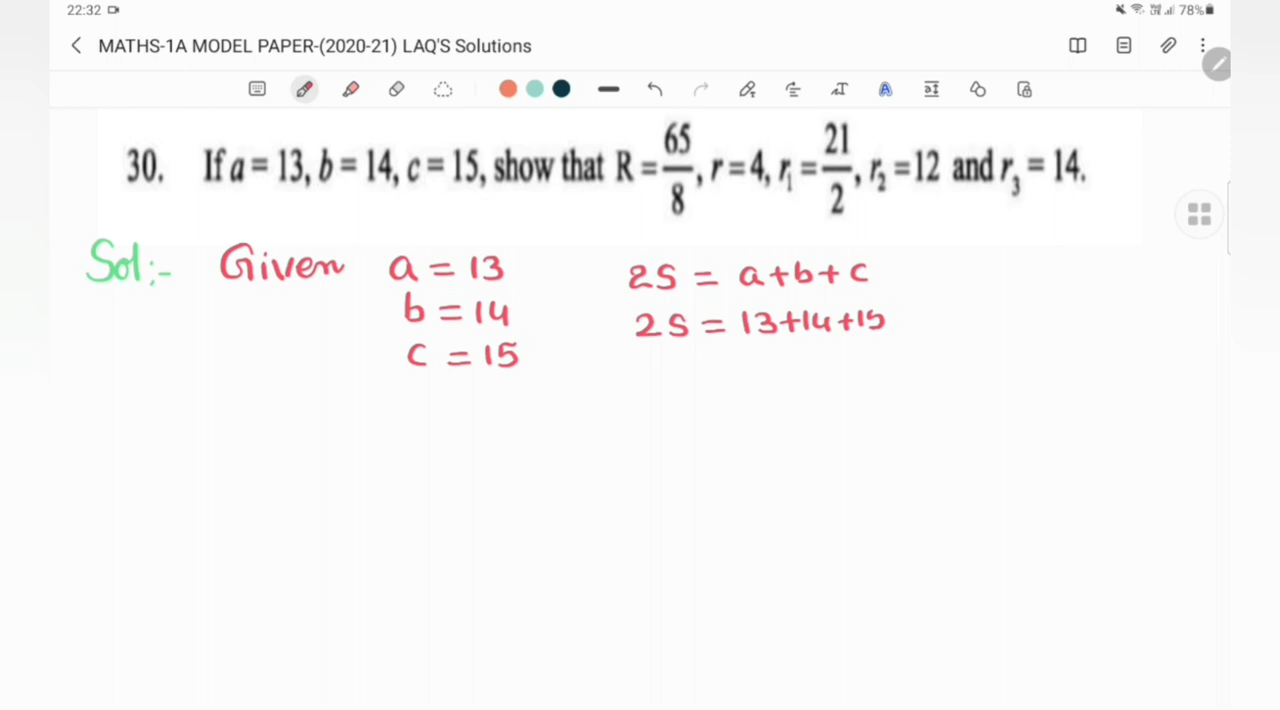 22:32
78%
MATHS-1A MODEL PAPER-(2020-21) LAQ'S Solutions
30. If a = 13, b = 14, c = 15, show that R = 65/8, r = 4, r₁ = 21/2, r₂ = 12 and r₃ = 14.
Sol:- Given a = 13 2S = a+b+c
b = 14 2S = 13+14+15
c = 15